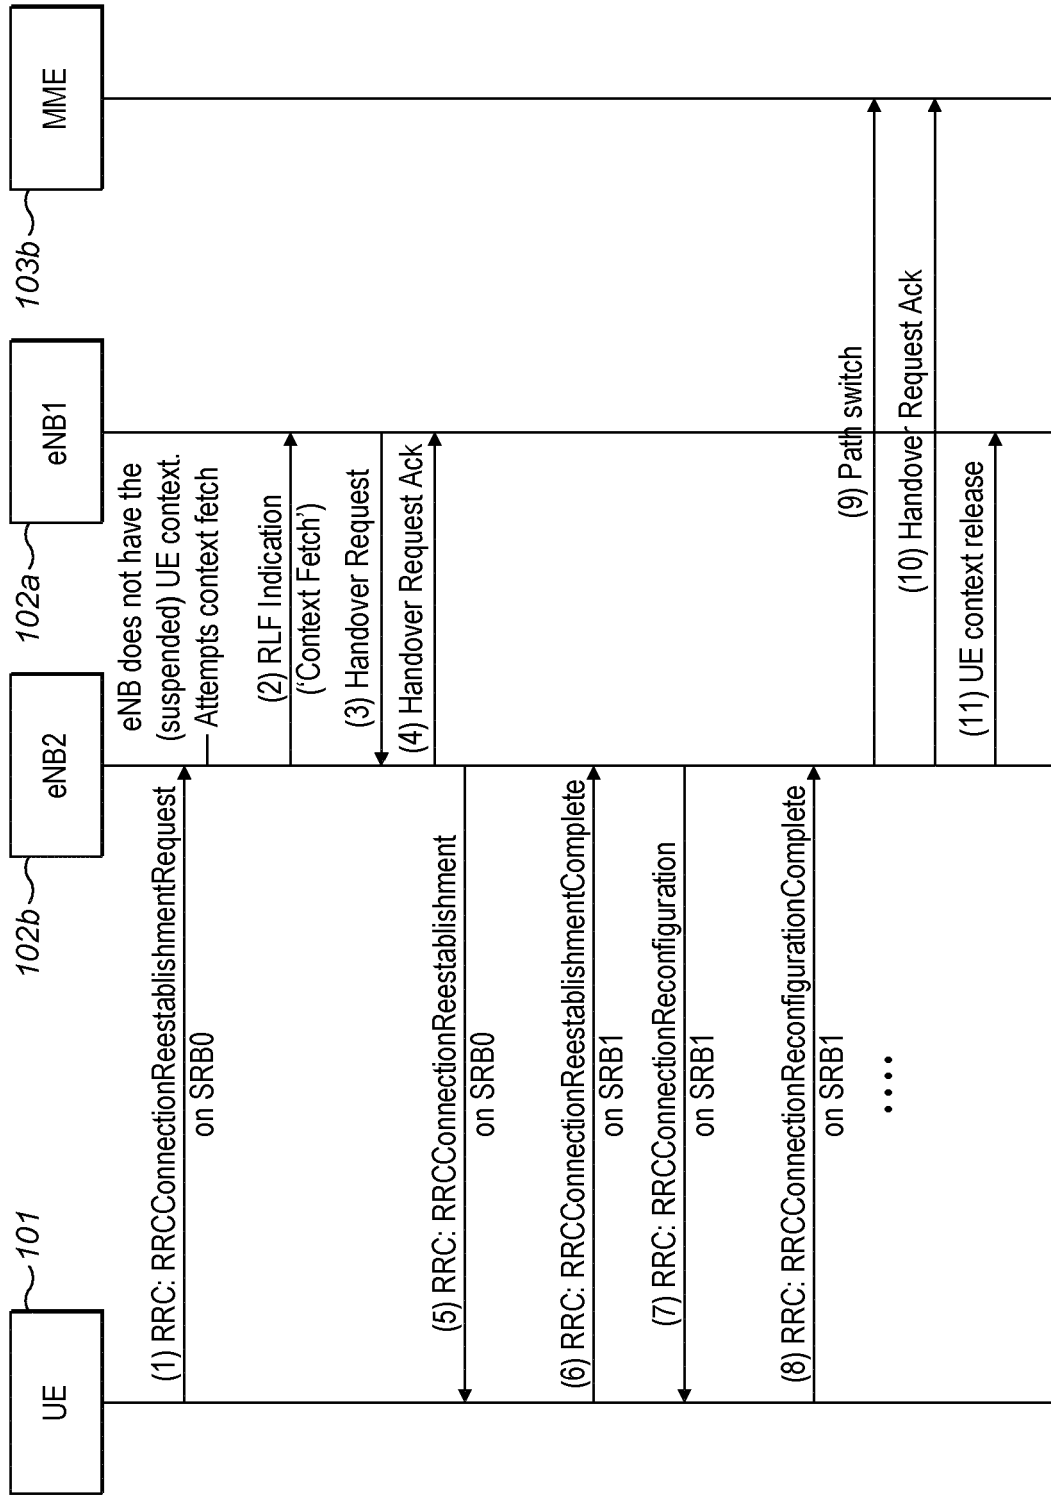 UE
101
eNB2
102b
eNB1
102a
MME
103b
(1) RRC: RRCConnectionReestablishmentRequest
on SRB0
eNB does not have the
(suspended) UE context.
Attempts context fetch
(2) RLF Indication
(‘Context Fetch’)
(3) Handover Request
(4) Handover Request Ack
(5) RRC: RRCConnectionReestablishment
on SRB0
(6) RRC: RRCConnectionReestablishmentComplete
on SRB1
(7) RRC: RRCConnectionReconfiguration
on SRB1
(8) RRC: RRCConnectionReconfigurationComplete
on SRB1
....
(9) Path switch
(10) Handover Request Ack
(11) UE context release